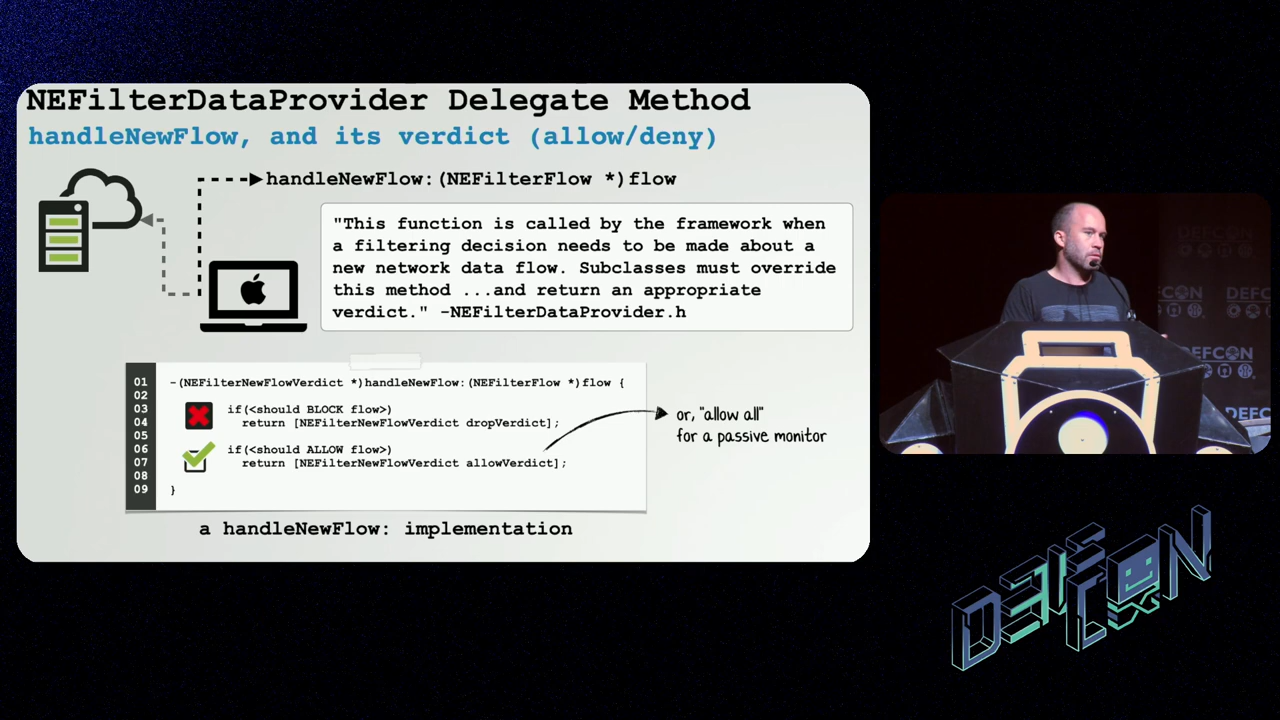 NEFilterDataProvider Delegate Method
handleNewFlow, and its verdict (allow/deny)
handleNewFlow:(NEFilterFlow *)flow
"This function is called by the framework when
a filtering decision needs to be made about a
new network data flow. Subclasses must override
this method ...and return an appropriate
verdict." -NEFilterDataProvider.h
01 -(NEFilterNewFlowVerdict *)handleNewFlow:(NEFilterFlow *)flow {
02
03 if(<should BLOCK flow>)
04 return [NEFilterNewFlowVerdict dropVerdict];
05
06 if(<should ALLOW flow>)
07 return [NEFilterNewFlowVerdict allowVerdict];
08
09 }
or, "allow all"
for a passive monitor
a handleNewFlow: implementation
DEFCON
DEFC
DEFCON
DEFC
DEFCON